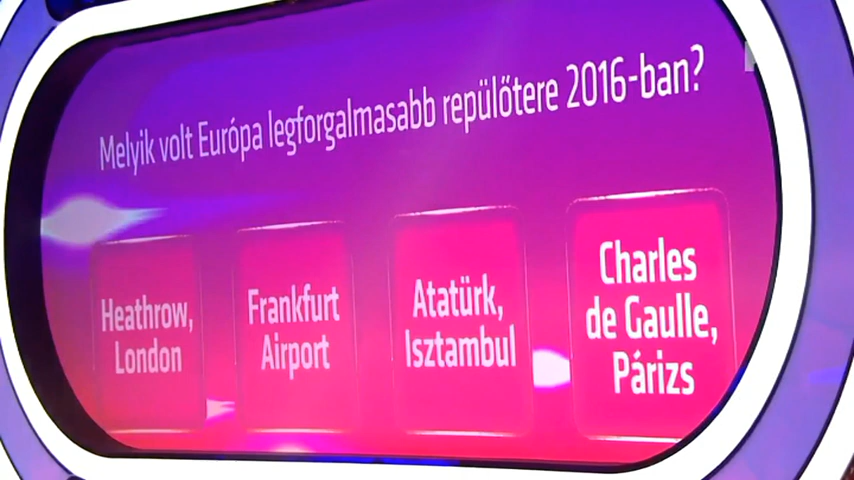 Melyik volt Európa legforgalmasabb repülőtere 2016-ban?
Heathrow,
London
Frankfurt
Airport
Atatürk,
Isztambul
Charles
de Gaulle,
Párizs